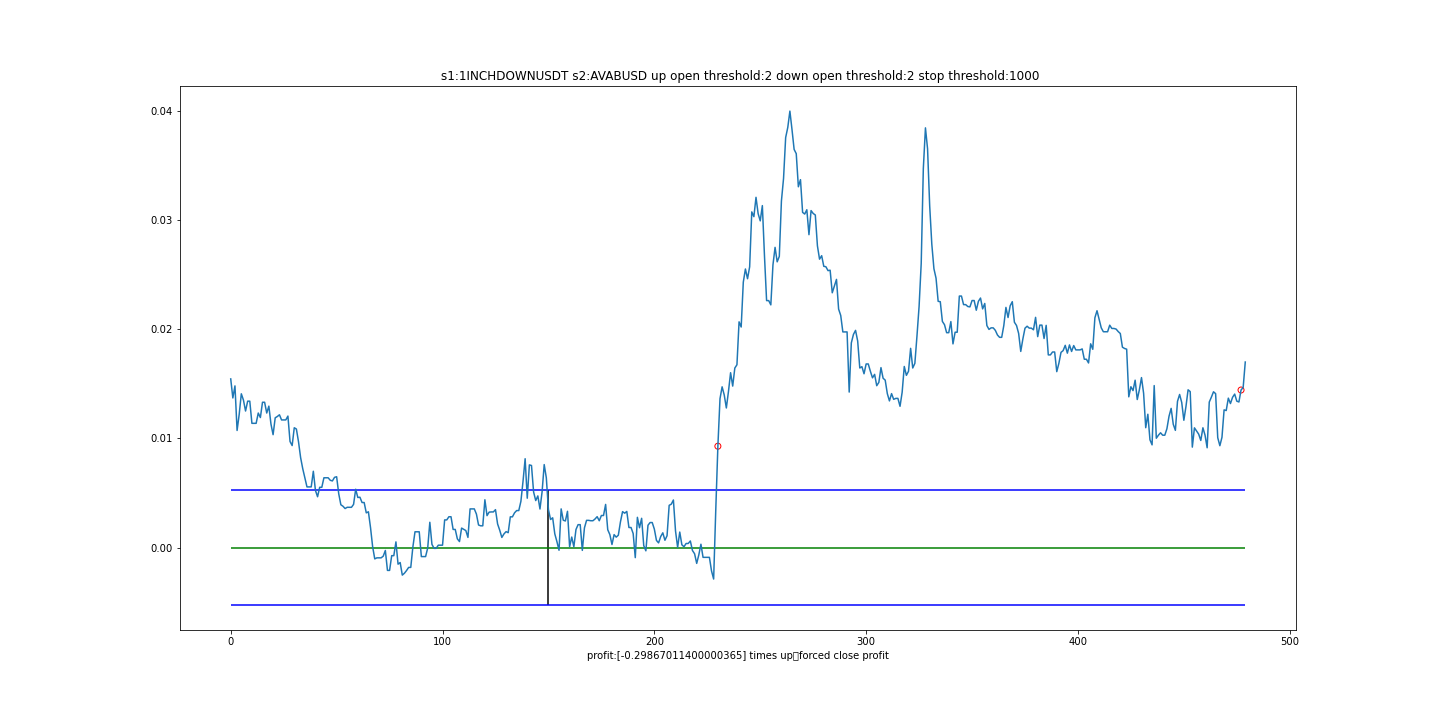 s1:1INCHDOWNUSDT s2:AVABUSD up open threshold:2 down open threshold:2 stop threshold:1000
0.04
0.03
0.02
0.01
0.00
0 100 200 300 400 500
profit:[-0.29867011400000365] times up▯forced close profit